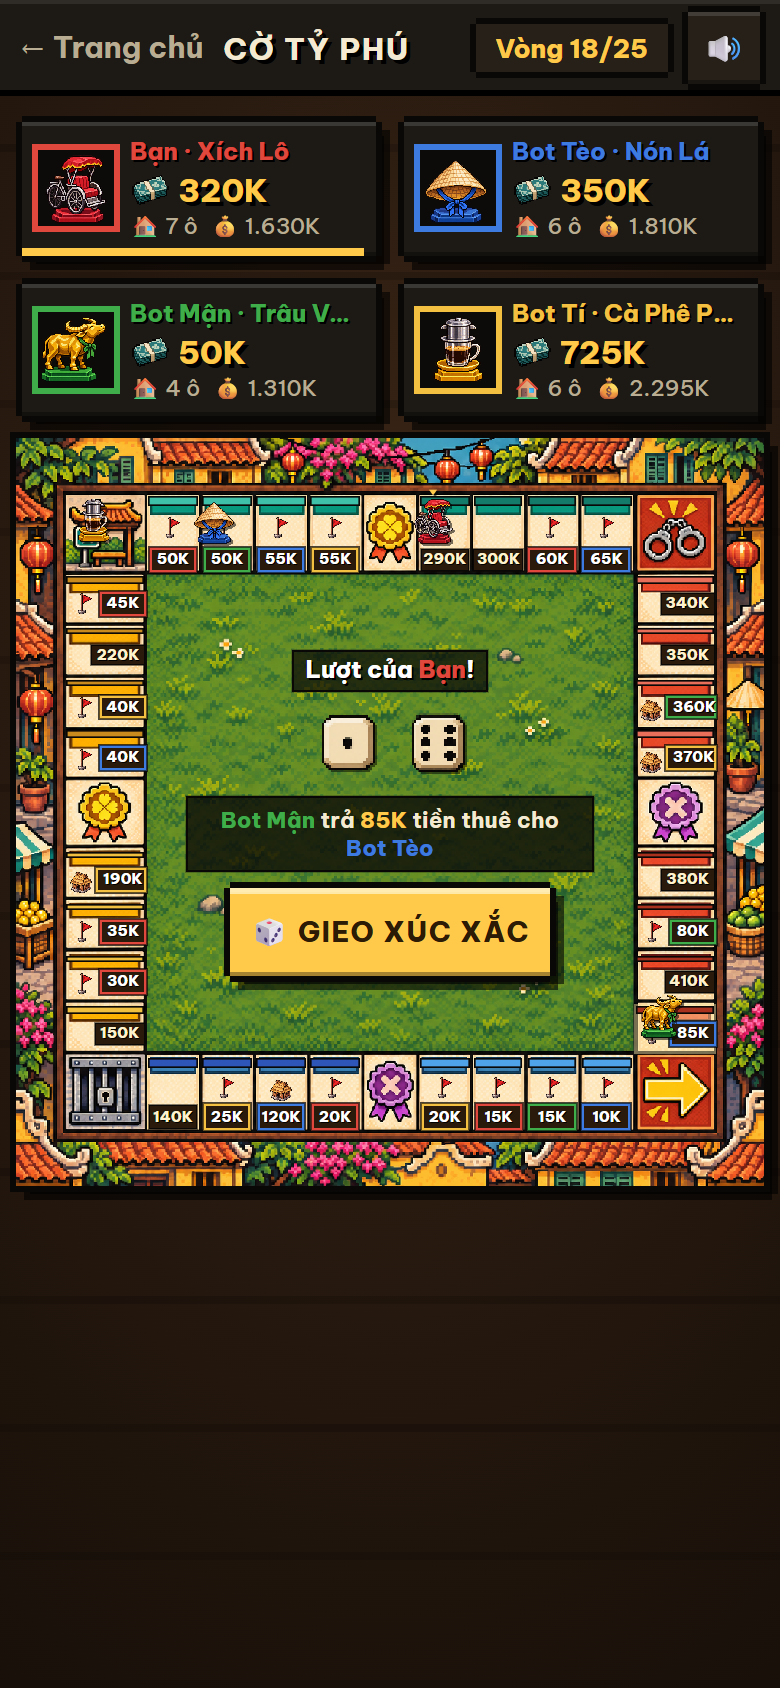 ← Trang chủ CỜ TỶ PHÚ Vòng 18/25
Bạn · Xích Lô
320K
7 ô 1.630K
Bot Tèo · Nón Lá
350K
6 ô 1.810K
Bot Mận · Trâu V...
50K
4 ô 1.310K
Bot Tí · Cà Phê P...
725K
6 ô 2.295K
50K 50K 55K 55K 290K 300K 60K 65K
45K 340K
220K 350K
40K 360K
40K 370K
190K 380K
35K 80K
30K 410K
150K 85K
Lượt của Bạn!
Bot Mận trả 85K tiền thuê cho
Bot Tèo
GIEO XÚC XẮC
140K 25K 120K 20K 20K 15K 15K 10K